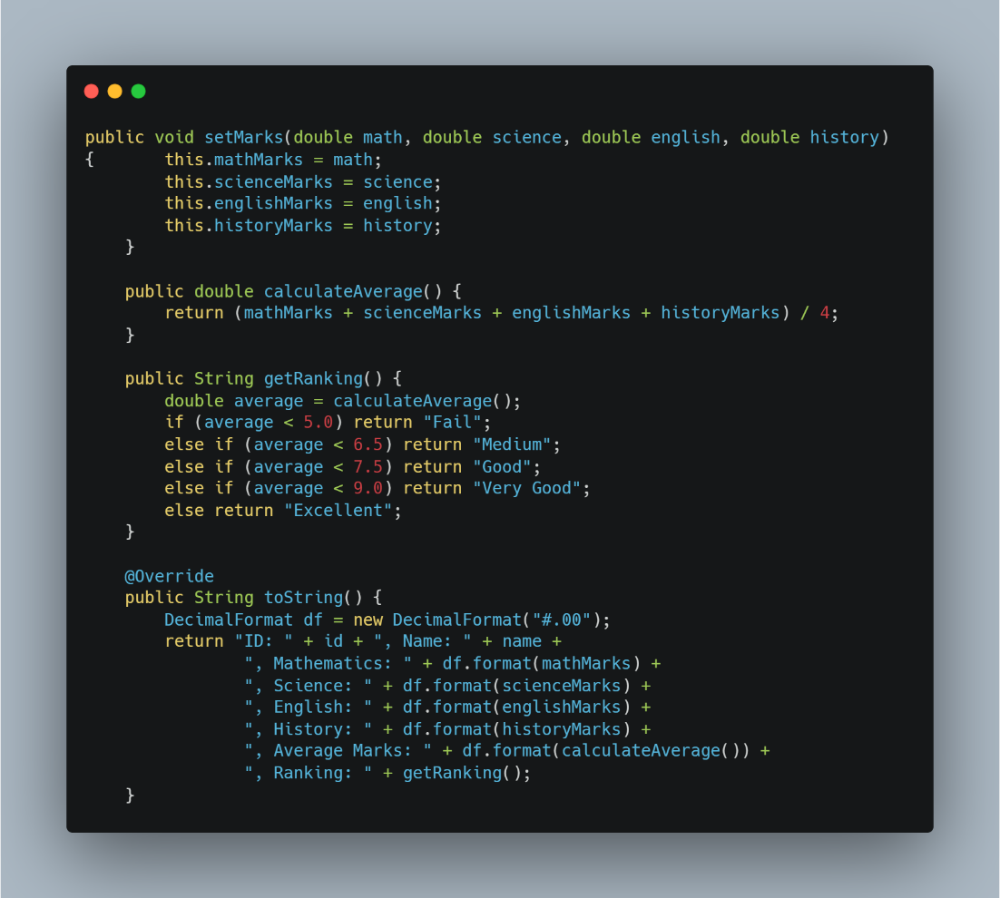 public void setMarks(double math, double science, double english, double history)
{       this.mathMarks = math;
        this.scienceMarks = science;
        this.englishMarks = english;
        this.historyMarks = history;
    }

    public double calculateAverage() {
        return (mathMarks + scienceMarks + englishMarks + historyMarks) / 4;
    }

    public String getRanking() {
        double average = calculateAverage();
        if (average < 5.0) return "Fail";
        else if (average < 6.5) return "Medium";
        else if (average < 7.5) return "Good";
        else if (average < 9.0) return "Very Good";
        else return "Excellent";
    }

    @Override
    public String toString() {
        DecimalFormat df = new DecimalFormat("#.00");
        return "ID: " + id + ", Name: " + name +
                ", Mathematics: " + df.format(mathMarks) +
                ", Science: " + df.format(scienceMarks) +
                ", English: " + df.format(englishMarks) +
                ", History: " + df.format(historyMarks) +
                ", Average Marks: " + df.format(calculateAverage()) +
                ", Ranking: " + getRanking();
    }